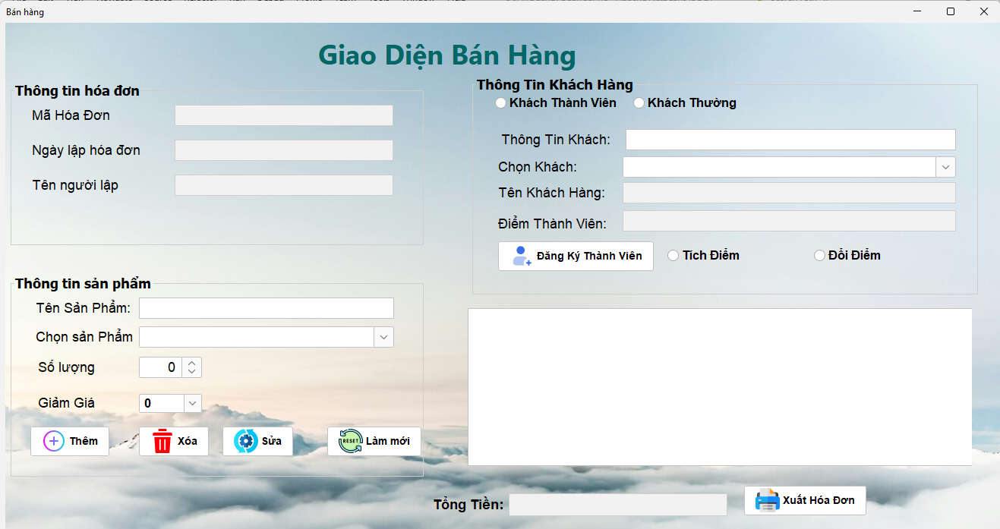 Bán hàng
Giao Diện Bán Hàng
Thông tin hóa đơn
Mã Hóa Đơn
Ngày lập hóa đơn
Tên người lập
Thông Tin Khách Hàng
Khách Thành Viên Khách Thường
Thông Tin Khách:
Chọn Khách:
Tên Khách Hàng:
Điểm Thành Viên:
Đăng Ký Thành Viên Tích Điểm Đổi Điểm
Thông tin sản phẩm
Tên Sản Phẩm:
Chọn sản Phẩm
Số lượng 0
Giảm Giá 0
Thêm Xóa Sửa RESET Làm mới
Tổng Tiền: Xuất Hóa Đơn